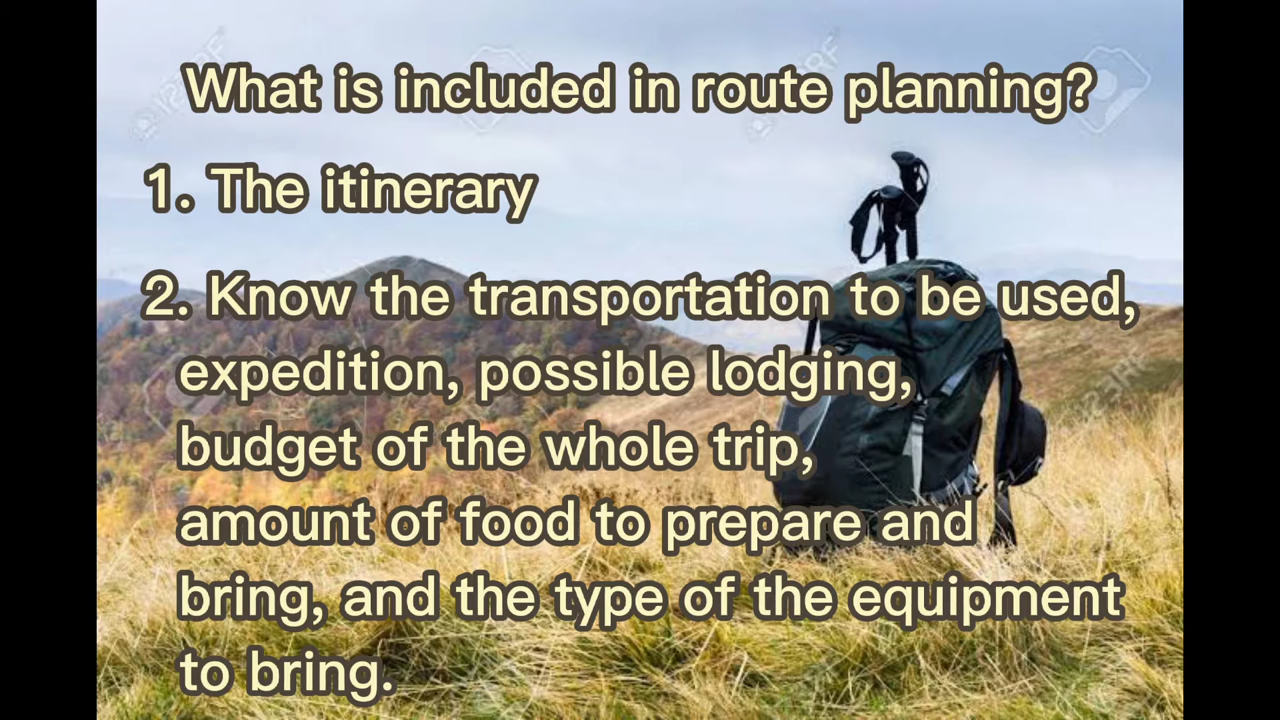 What is included in route planning?
1. The itinerary
2. Know the transportation to be used,
expedition, possible lodging,
budget of the whole trip,
amount of food to prepare and
bring, and the type of the equipment
to bring.